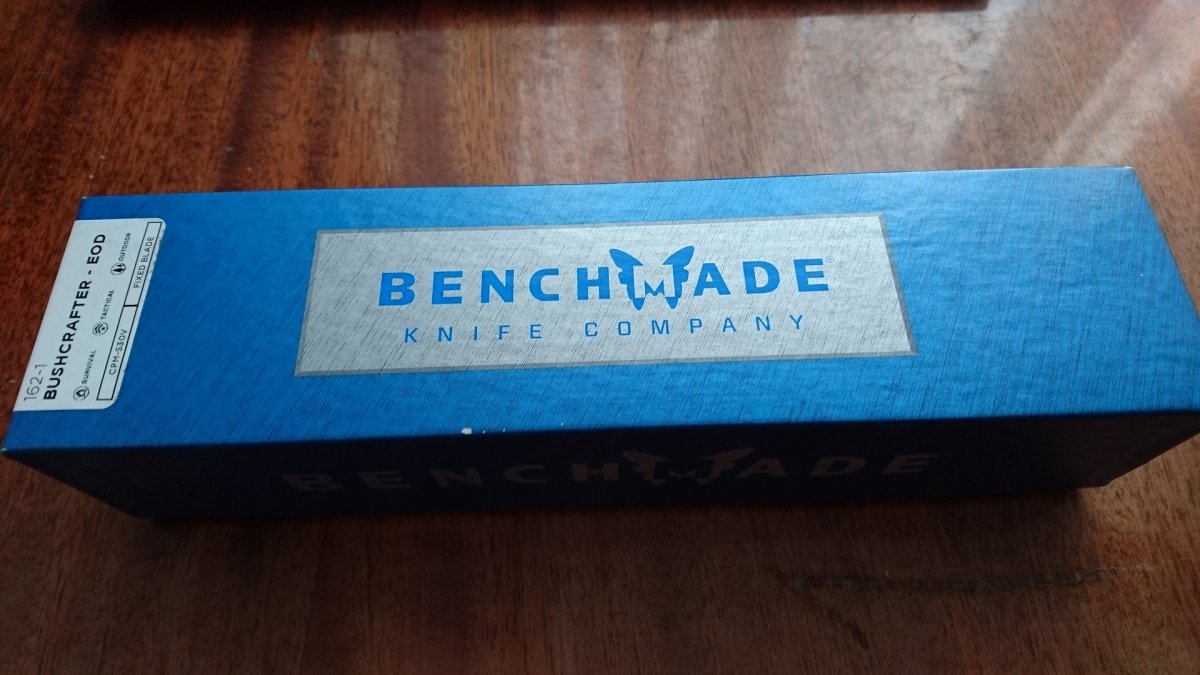 162-1
BUSHCRAFTER - EOD
SURVIVAL TACTICAL OUTDOOR
CPM-S30V FIXED BLADE
BENCHMADE®
KNIFE COMPANY
BENCHMADE